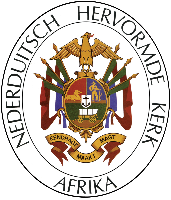 NEDERDUITSCH HERVORMDE KERK
EENDRAGT MAAKT MAGT
AFRIKA